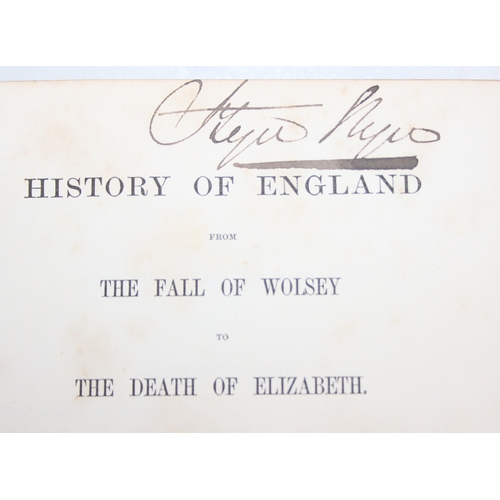 HISTORY OF ENGLAND
FROM
THE FALL OF WOLSEY
TO
THE DEATH OF ELIZABETH.